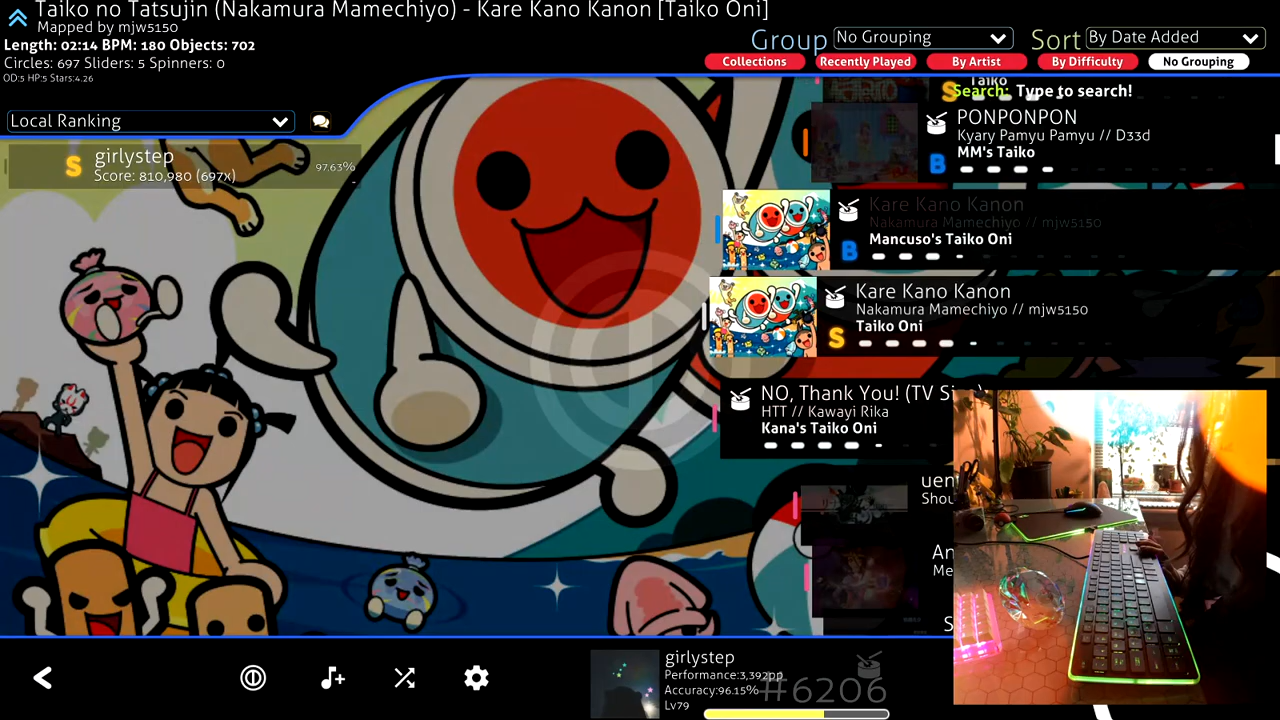 Taiko no Tatsujin (Nakamura Mamechiyo) - Kare Kano Kanon [Taiko Oni]
Mapped by mjw5150
Length: 02:14 BPM: 180 Objects: 702
Circles: 697 Sliders: 5 Spinners: 0
OD:5 HP:5 Stars:4.26
Group
No Grouping
Sort
By Date Added
Collections
Recently Played
By Artist
By Difficulty
No Grouping
Local Ranking
S
girlystep
Score: 810,980 (697x)
97.63%
-
Taiko
S
Search: Type to search!
PONPONPON
Kyary Pamyu Pamyu // D33d
B
MM's Taiko
Kare Kano Kanon
Nakamura Mamechiyo // mjw5150
B
Mancuso's Taiko Oni
Kare Kano Kanon
Nakamura Mamechiyo // mjw5150
S
Taiko Oni
NO, Thank You! (TV Si
HTT // Kawayi Rika
Kana's Taiko Oni
uen
Shou
An
Me
S
girlystep
Performance:3,392pp
Accuracy:96.15%
Lv79
#6206